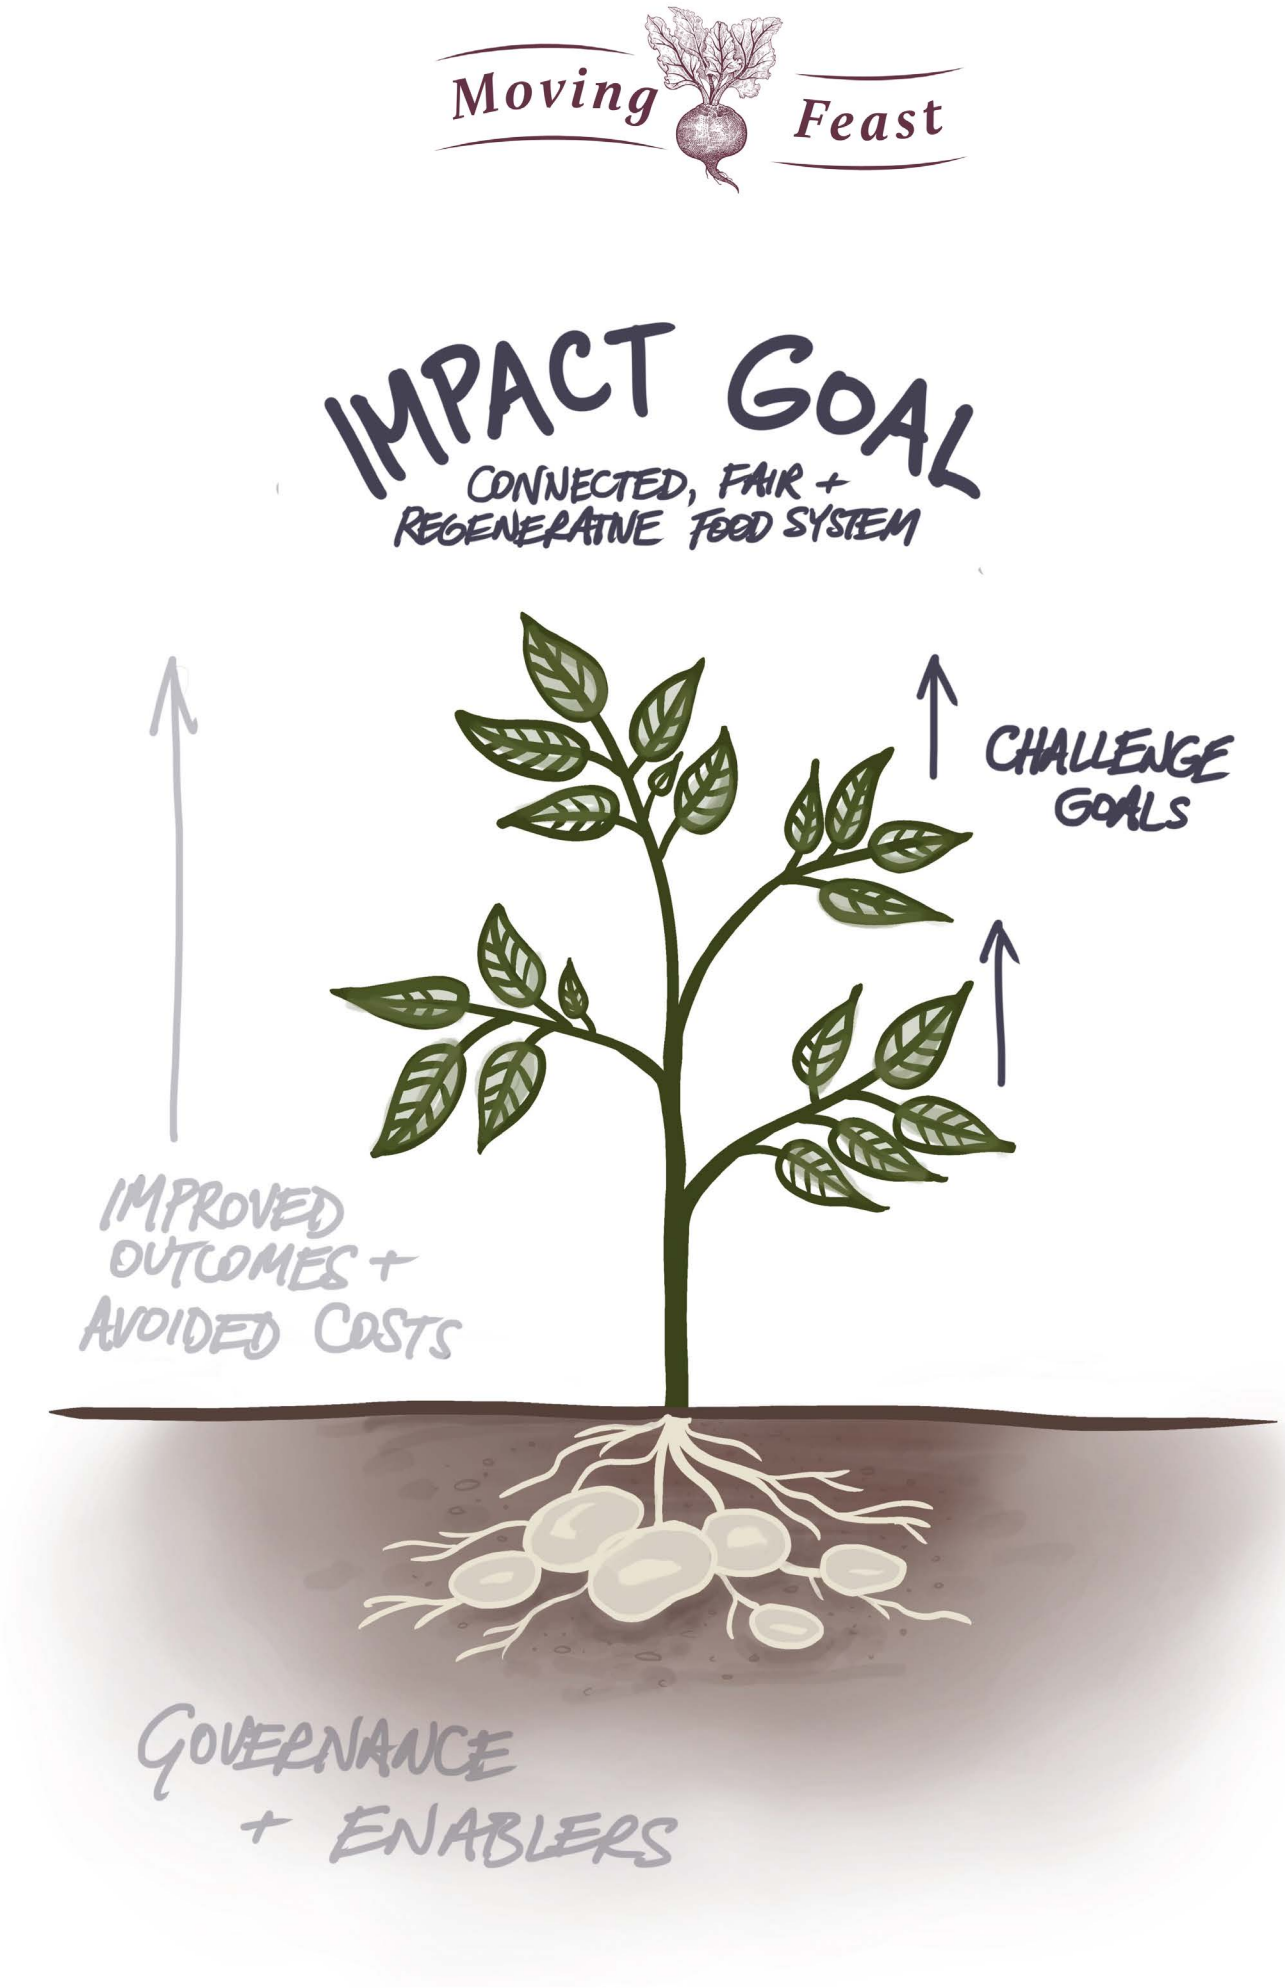 Moving Feast
IMPACT GOAL
CONNECTED, FAIR +
REGENERATIVE FOOD SYSTEM
CHALLENGE
GOALS
IMPROVED
OUTCOMES +
AVOIDED COSTS
GOVERNANCE
+ ENABLERS